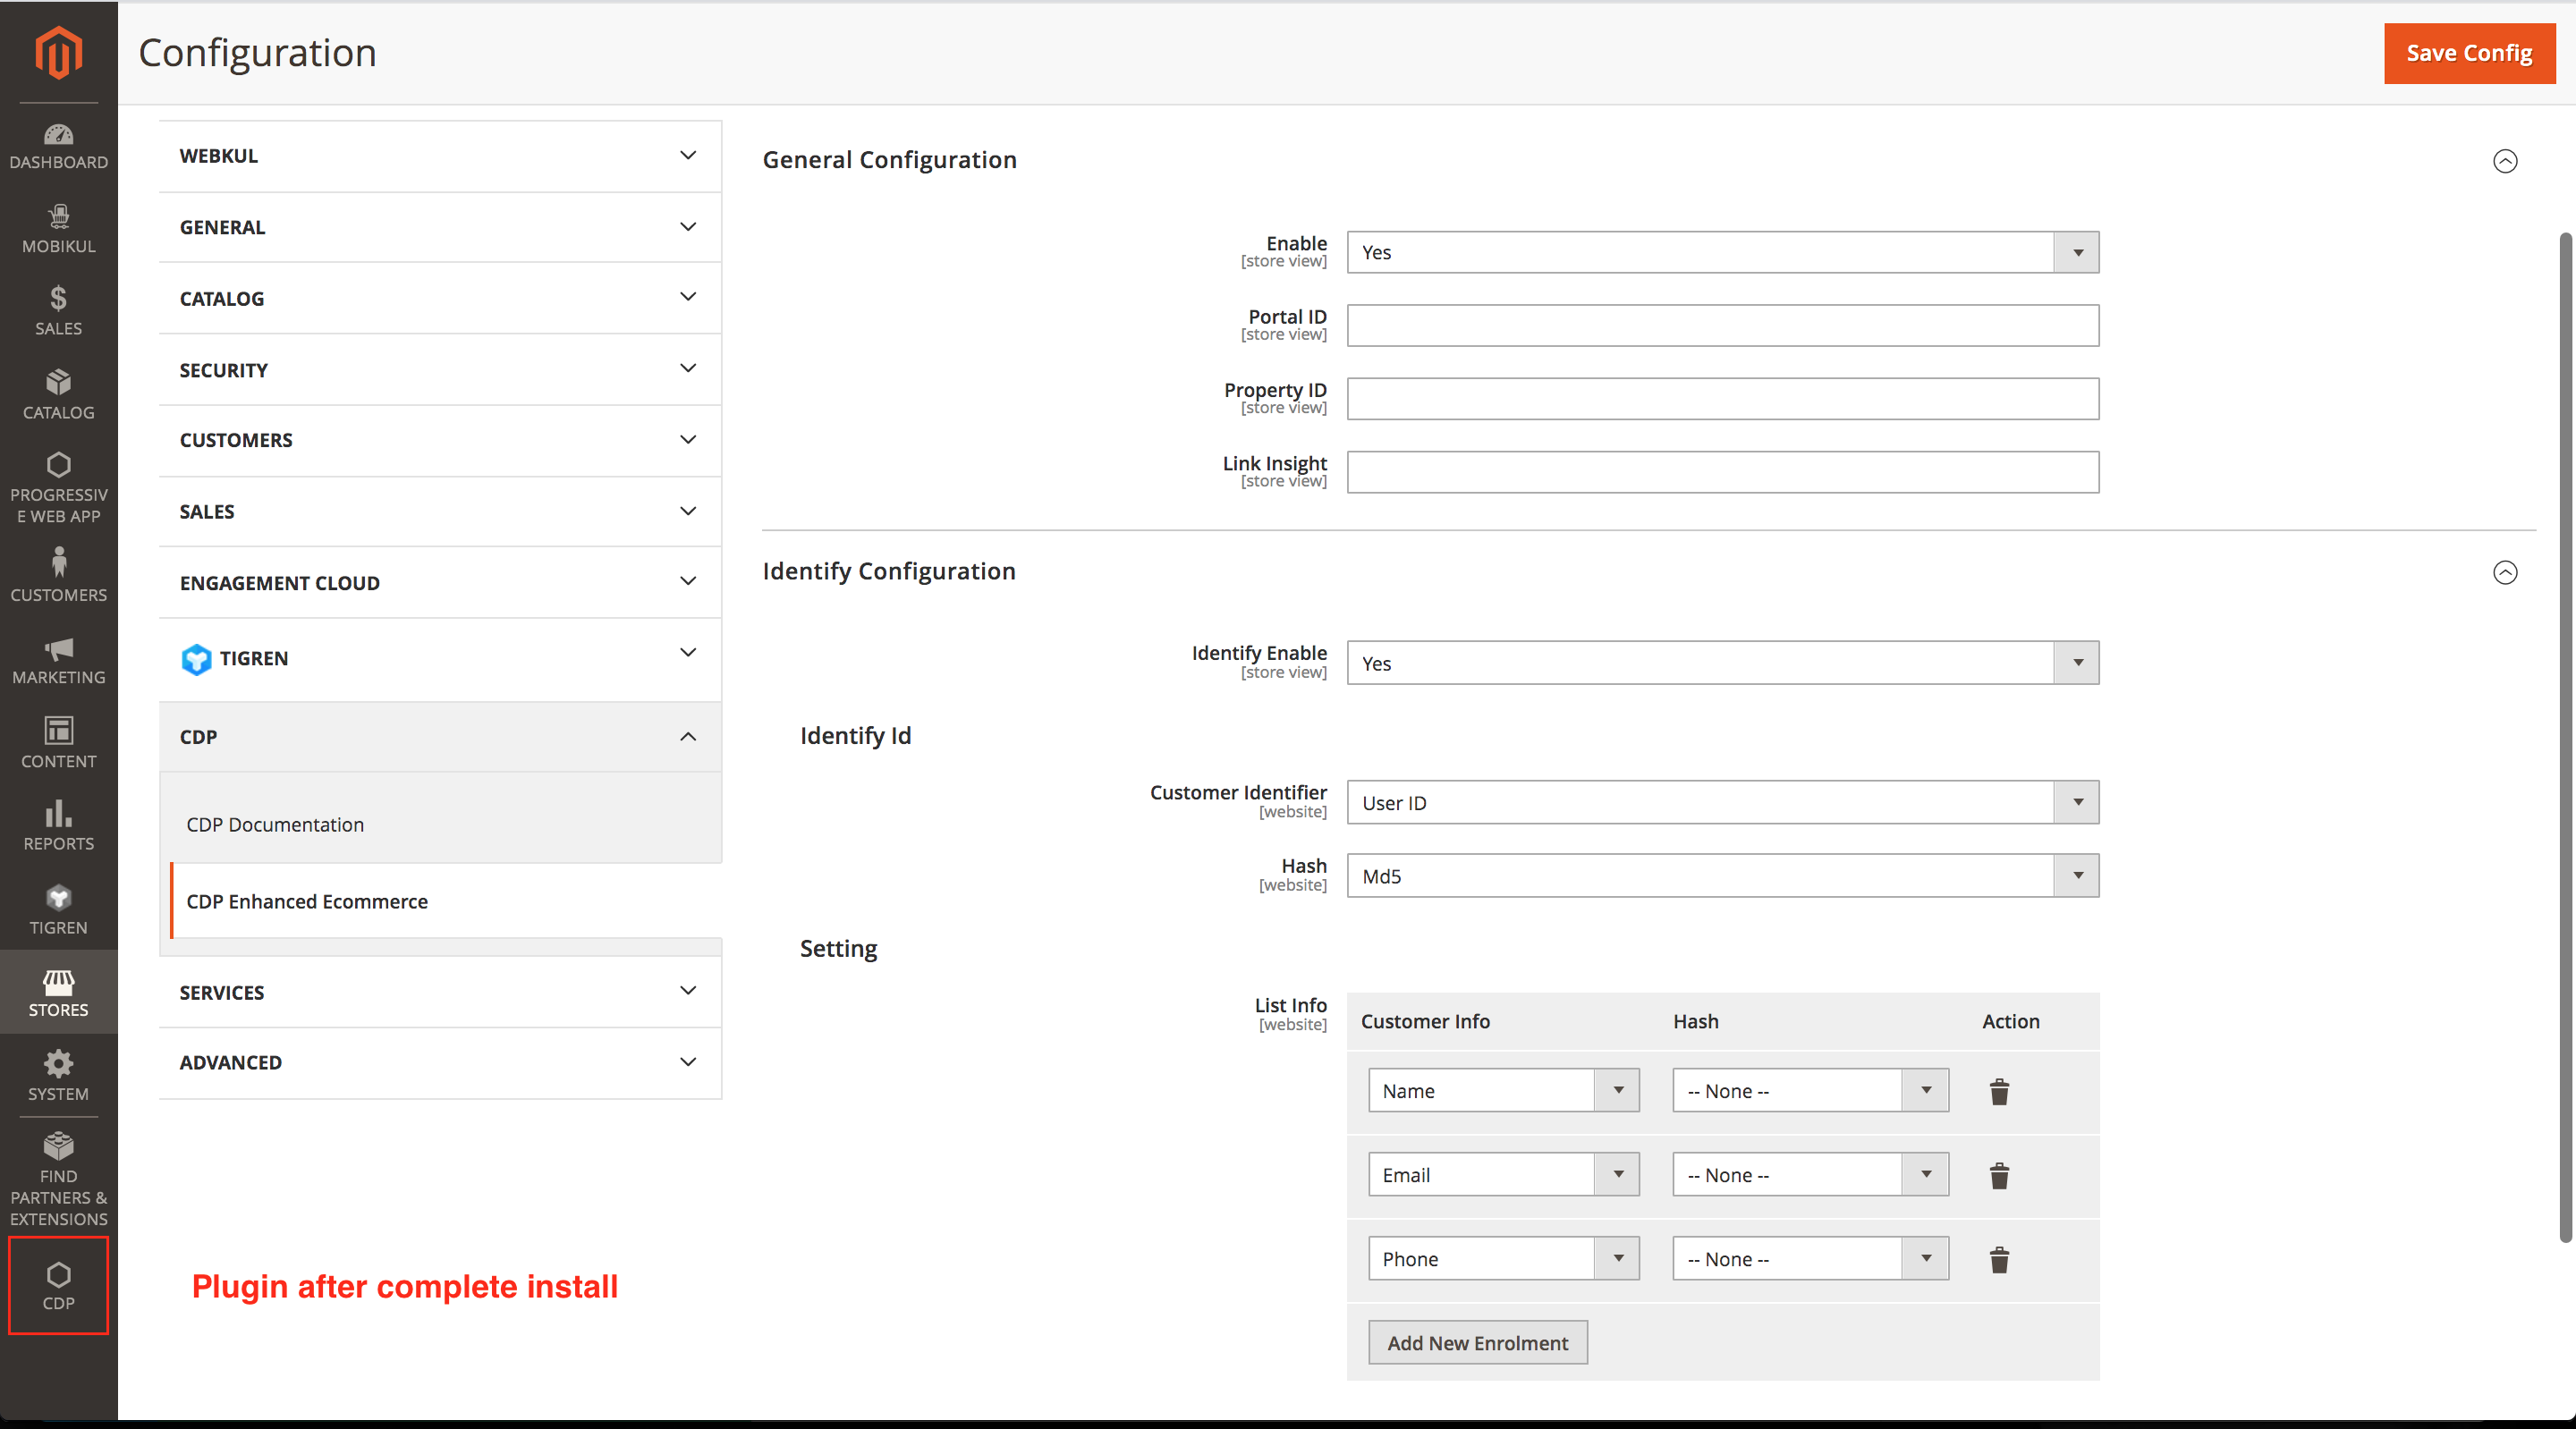 Configuration
Save Config
DASHBOARD
MOBIKUL
SALES
CATALOG
PROGRESSIV
E WEB APP
CUSTOMERS
MARKETING
CONTENT
REPORTS
TIGREN
STORES
SYSTEM
FIND
PARTNERS &
EXTENSIONS
CDP
WEBKUL
GENERAL
CATALOG
SECURITY
CUSTOMERS
SALES
ENGAGEMENT CLOUD
TIGREN
CDP
CDP Documentation
CDP Enhanced Ecommerce
SERVICES
ADVANCED
Plugin after complete install
General Configuration
Enable
[store view]
Yes
Portal ID
[store view]
Property ID
[store view]
Link Insight
[store view]
Identify Configuration
Identify Enable
[store view]
Yes
Identify Id
Customer Identifier
[website]
User ID
Hash
[website]
Md5
Setting
List Info
[website]
Customer Info Hash Action
Name -- None --
Email -- None --
Phone -- None --
Add New Enrolment